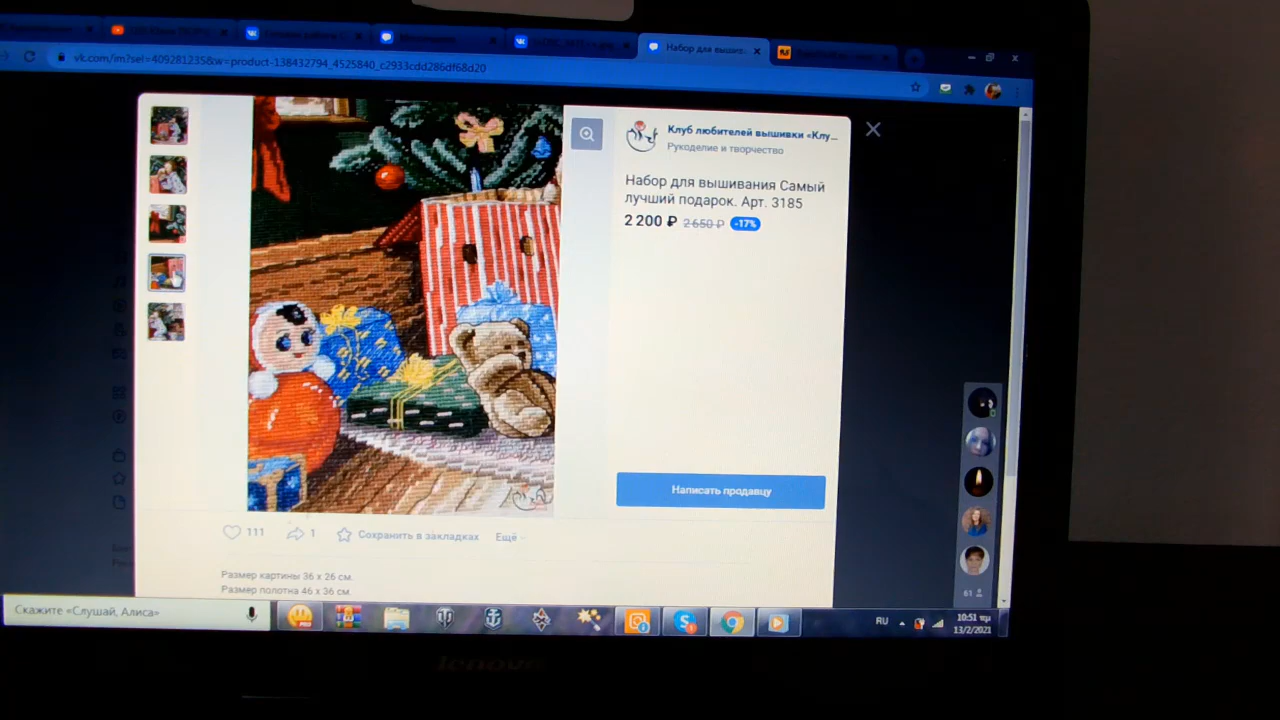 Набор для вышив
vk.com/im?sel=409281235&w=product-138432794_4525840_c2933cdd286df68d20
Клуб любителей вышивки «Клу...
Рукоделие и творчество
Набор для вышивания Самый
лучший подарок. Арт. 3185
2 200 ₽ 2 650 ₽ -17%
Написать продавцу
111 1 Сохранить в закладках Ещё
Размер картины 36 x 26 см.
Размер полотна 46 x 36 см.
Скажите «Слушай, Алиса»
61
RU
10:51 πμ
13/2/2021
lenovo